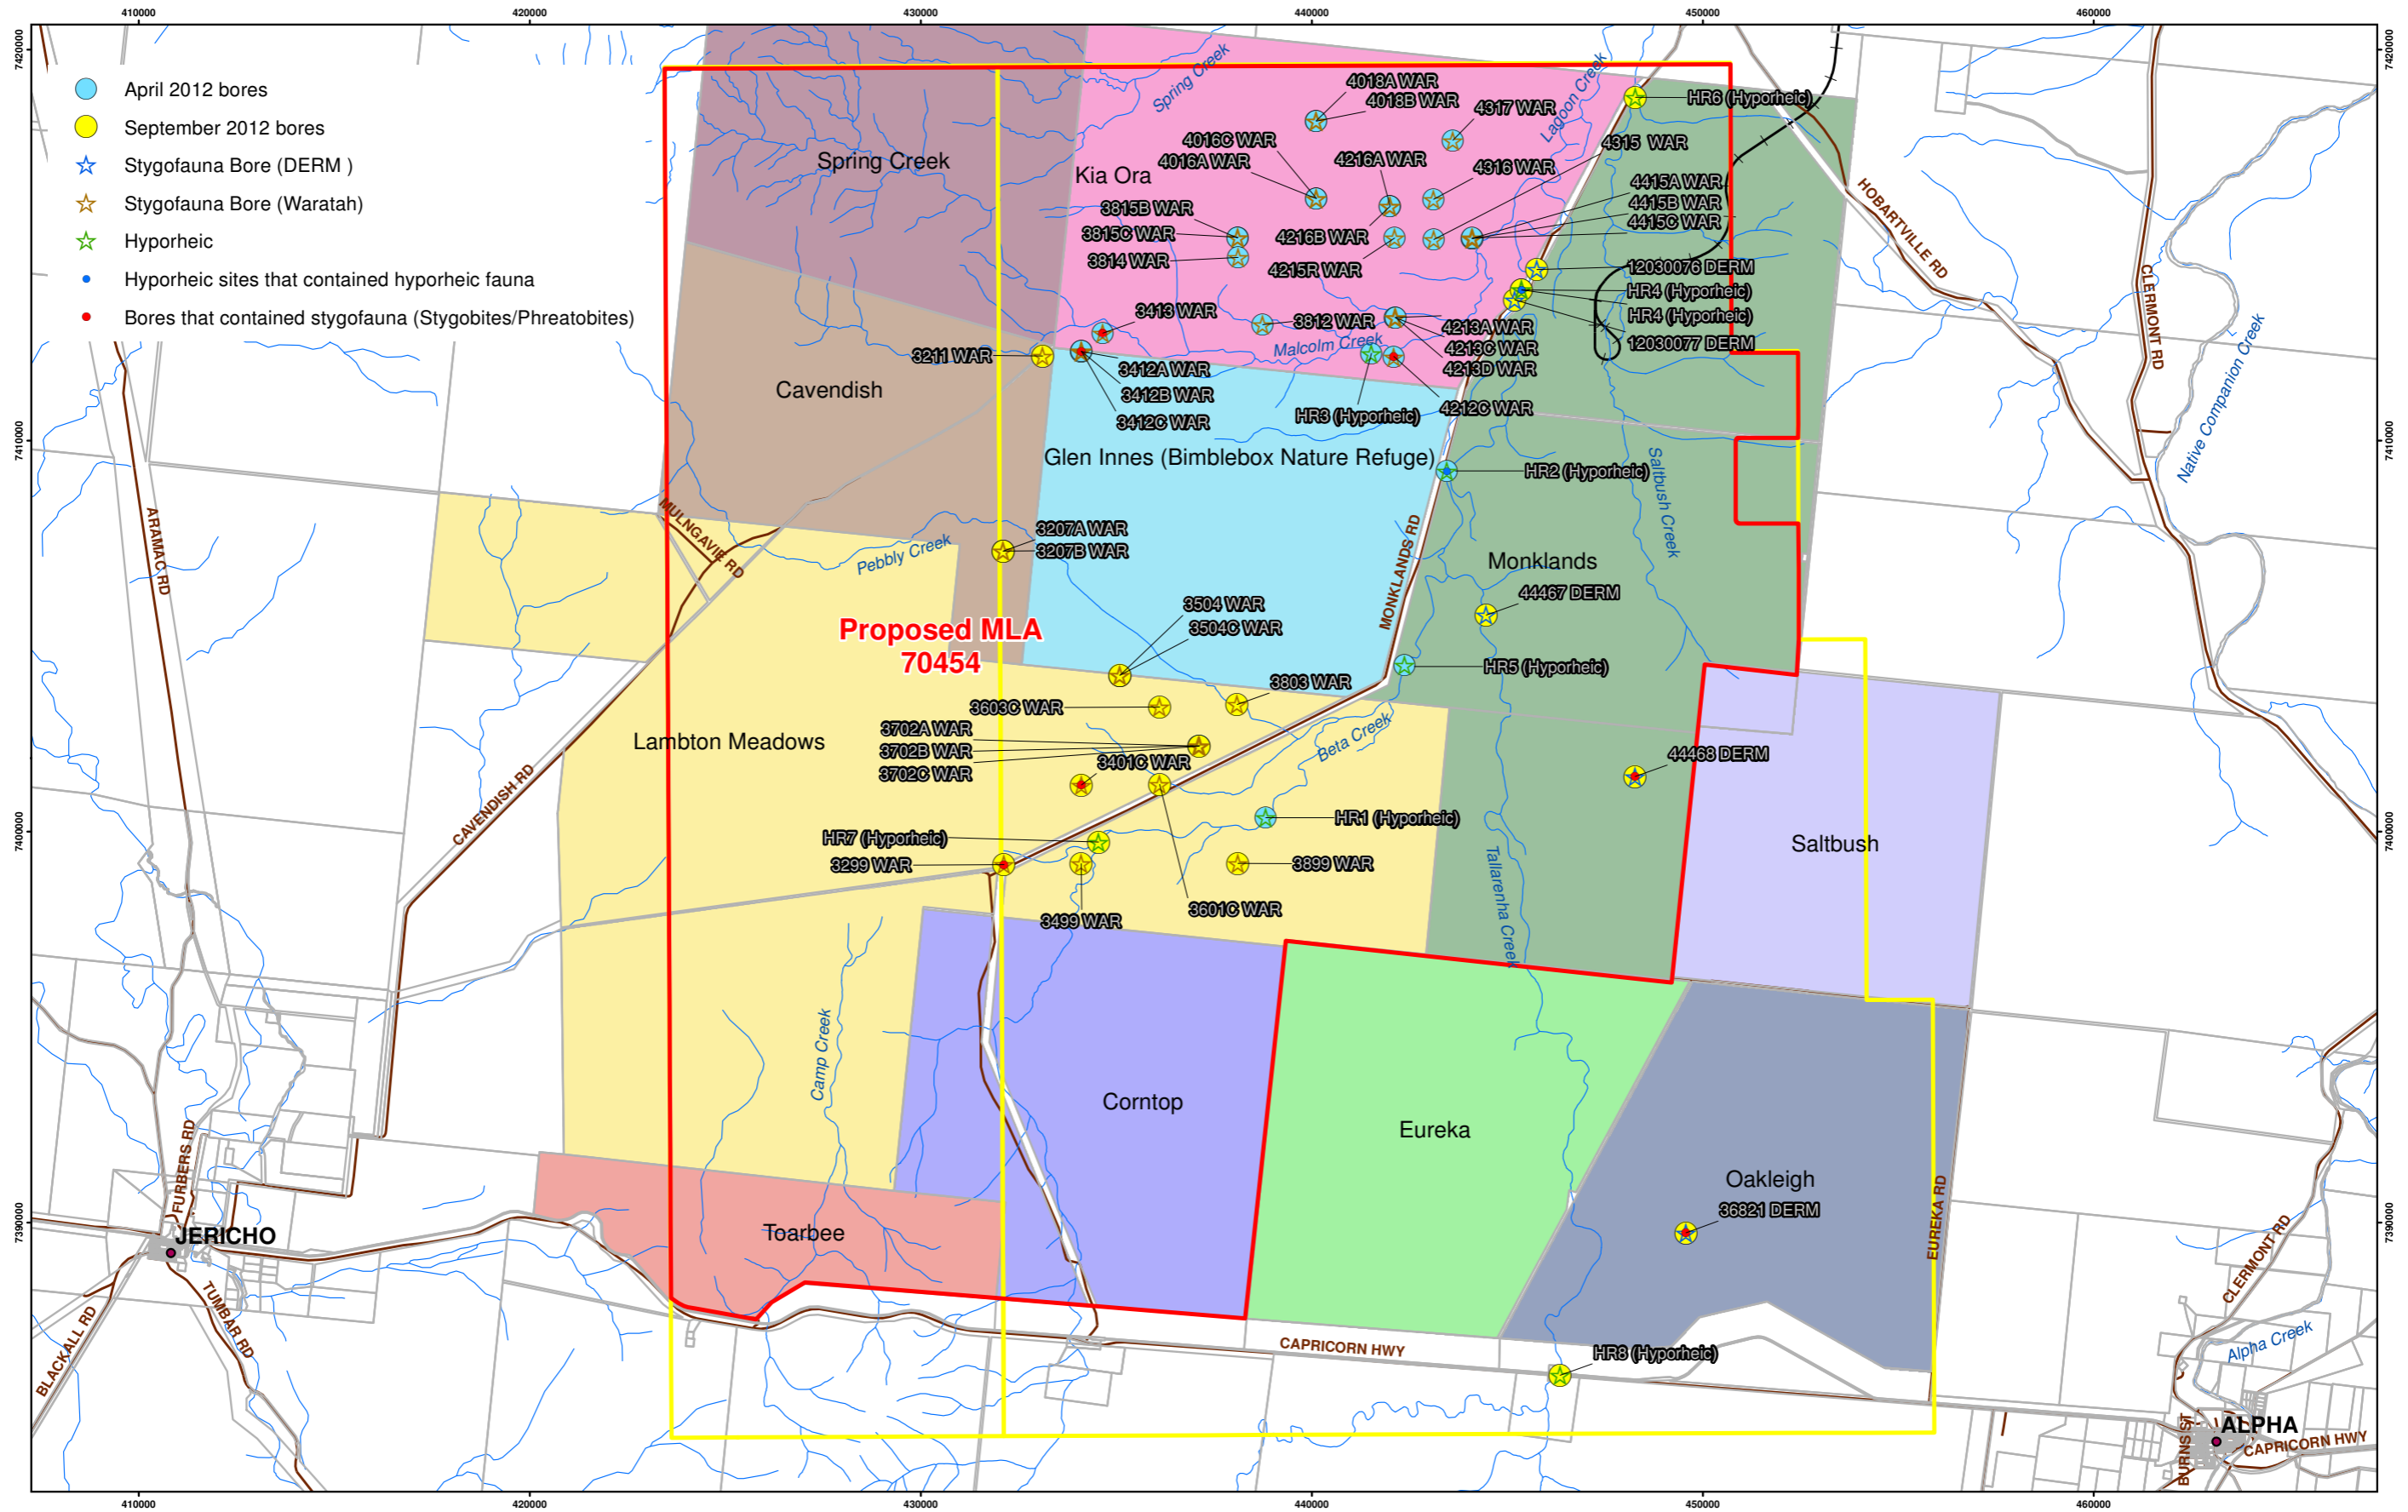 410000
420000
430000
440000
450000
460000
7420000
7420000
April 2012 bores
September 2012 bores
Stygofauna Bore (DERM )
Stygofauna Bore (Waratah)
Hyporheic
Hyporheic sites that contained hyporheic fauna
Bores that contained stygofauna (Stygobites/Phreatobites)
Spring Creek
Lagoon Creek
4018A WAR
4018B WAR
4317 WAR
HR6 (Hyporheic)
4016C WAR
4016A WAR
4216A WAR
4315 WAR
4316 WAR
Spring Creek
Kia Ora
4415A WAR
4415B WAR
4415C WAR
3815B WAR
3815C WAR
3814 WAR
4216B WAR
4215R WAR
HOBARTVILLE RD
CLERMONT RD
Native Companion Creek
12030076 DERM
HR4 (Hyporheic)
HR4 (Hyporheic)
12030077 DERM
3413 WAR
3812 WAR
4213A WAR
4213C WAR
4213D WAR
Malcolm Creek
3211 WAR
3412A WAR
3412B WAR
3412C WAR
4212C WAR
HR3 (Hyporheic)
Cavendish
7410000
7410000
Glen Innes (Bimblebox Nature Refuge)
HR2 (Hyporheic)
Saltbush Creek
ARAMAC RD
MULNGAVIE RD
Pebbly Creek
3207A WAR
3207B WAR
MONKLANDS RD
Monklands
44467 DERM
3504 WAR
3504C WAR
Proposed MLA
70454
HR5 (Hyporheic)
3803 WAR
3603C WAR
Beta Creek
3702A WAR
3702B WAR
3702C WAR
Lambton Meadows
3401C WAR
44468 DERM
CAVENDISH RD
HR1 (Hyporheic)
HR7 (Hyporheic)
3299 WAR
3899 WAR
3499 WAR
3601C WAR
Tallarenha Creek
Saltbush
7400000
7400000
Camp Creek
Corntop
Eureka
Oakleigh
36821 DERM
EUREKA RD
FURBERS RD
JERICHO
Toarbee
7390000
7390000
TUMBAR RD
BLACKALL RD
CAPRICORN HWY
HR8 (Hyporheic)
CLERMONT RD
Alpha Creek
BURNS ST
ALPHA
CAPRICORN HWY
410000
420000
430000
440000
450000
460000